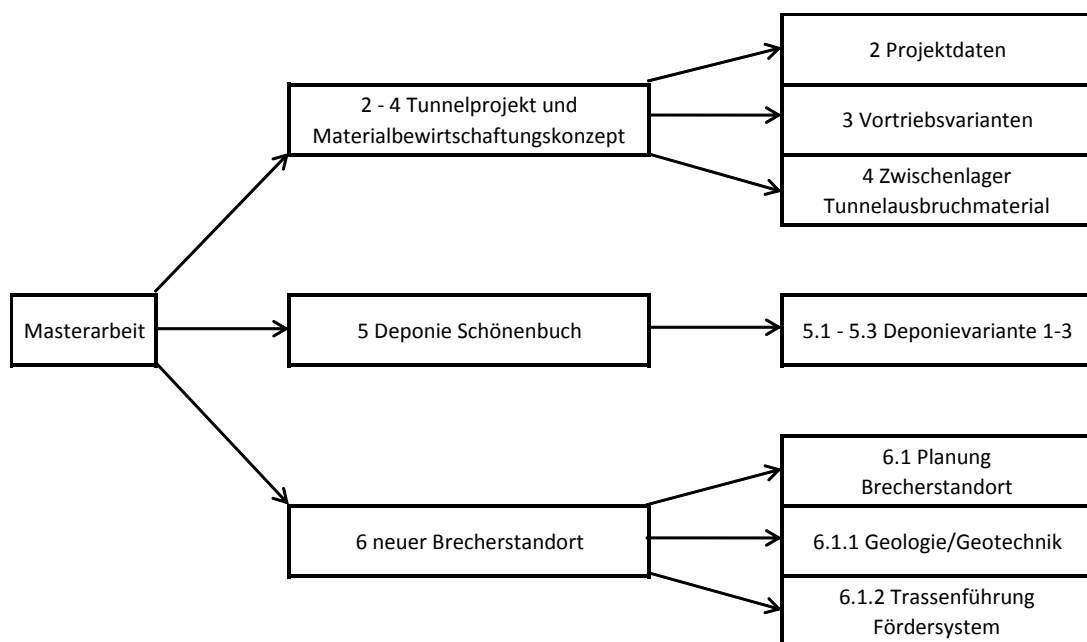 2 Projektdaten
2 - 4 Tunnelprojekt und
Materialbewirtschaftungskonzept
3 Vortriebsvarianten
4 Zwischenlager
Tunnelausbruchmaterial
Masterarbeit
5 Deponie Schönenbuch
5.1 - 5.3 Deponievariante 1-3
6.1 Planung
Brecherstandort
6 neuer Brecherstandort
6.1.1 Geologie/Geotechnik
6.1.2 Trassenführung
Fördersystem